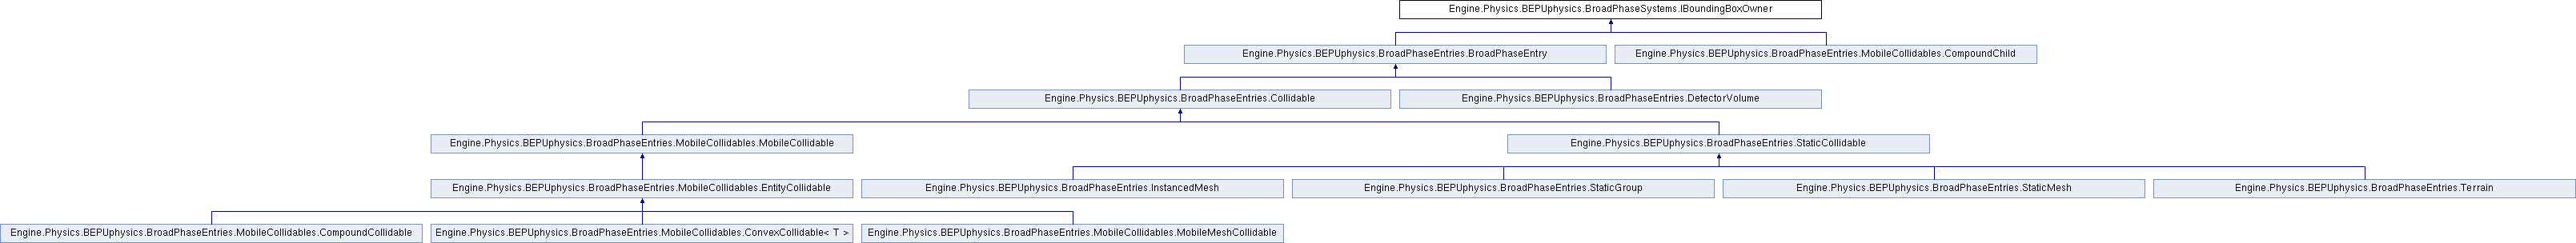 Engine.Physics.BEPUphysics.BroadPhaseSystems.IBoundingBoxOwner
Engine.Physics.BEPUphysics.BroadPhaseEntries.BroadPhaseEntry
Engine.Physics.BEPUphysics.BroadPhaseEntries.MobileCollidables.CompoundChild
Engine.Physics.BEPUphysics.BroadPhaseEntries.Collidable
Engine.Physics.BEPUphysics.BroadPhaseEntries.DetectorVolume
Engine.Physics.BEPUphysics.BroadPhaseEntries.MobileCollidables.MobileCollidable
Engine.Physics.BEPUphysics.BroadPhaseEntries.StaticCollidable
Engine.Physics.BEPUphysics.BroadPhaseEntries.MobileCollidables.EntityCollidable
Engine.Physics.BEPUphysics.BroadPhaseEntries.InstancedMesh
Engine.Physics.BEPUphysics.BroadPhaseEntries.StaticGroup
Engine.Physics.BEPUphysics.BroadPhaseEntries.StaticMesh
Engine.Physics.BEPUphysics.BroadPhaseEntries.Terrain
Engine.Physics.BEPUphysics.BroadPhaseEntries.MobileCollidables.CompoundCollidable
Engine.Physics.BEPUphysics.BroadPhaseEntries.MobileCollidables.ConvexCollidable< T >
Engine.Physics.BEPUphysics.BroadPhaseEntries.MobileCollidables.MobileMeshCollidable